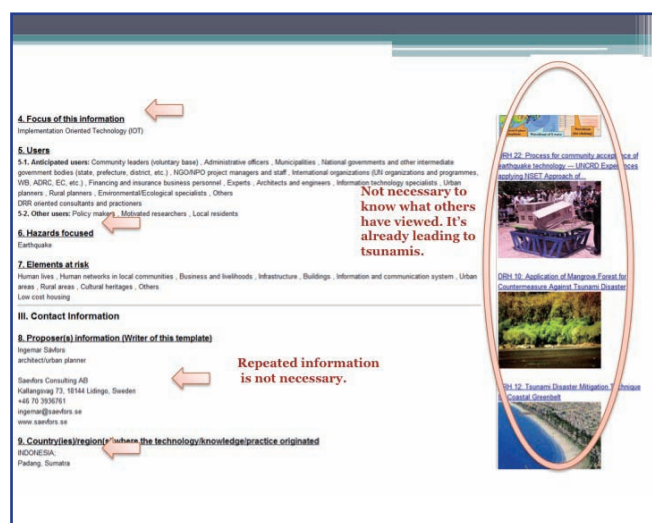 4. Focus of this information
Implementation Oriented Technology (IOT)
5. Users
5-1. Anticipated users: Community leaders (voluntary base) , Administrative officers , Municipalities , National governments and other intermediate
government bodies (state, prefecture, district, etc.) , NGO/NPO project managers and staff , International organizations (UN organizations and programmes,
WB, ADRC, EC, etc.) , Financing and insurance business personnel , Experts , Architects and engineers , Information technology specialists , Urban
planners , Rural planners , Environmental/Ecological specialists , Others
DRR oriented consultants and practioners
5-2. Other users: Policy makers , Motivated researchers , Local residents
6. Hazards focused
Earthquake
7. Elements at risk
Human lives , Human networks in local communities , Business and livelihoods , Infrastructure , Buildings , Information and communication system , Urban
areas , Rural areas , Cultural heritages , Others
Low cost housing
III. Contact Information
8. Proposer(s) information (Writer of this template)
Ingemar Sävfors
architect/urban planner
Saevfors Consulting AB
Kallangsvag 73, 18144 Lidingo, Sweden
+46 70 3936761
ingemar@saevfors.se
www.saevfors.se
9. Country(ies)/region(s) where the technology/knowledge/practice originated
INDONESIA;
Padang, Sumatra
Not necessary to
know what others
have viewed. It's
already leading to
tsunamis.
Repeated information
is not necessary.
DRH 22: Process for community acceptance of
earthquake technology — UNCRD Experiences
applying NSET Approach of...
DRH 10: Application of Mangrove Forest for
Countermeasure Against Tsunami Disaster
DRH 12: Tsunami Disaster Mitigation Technique
Coastal Greenbelt